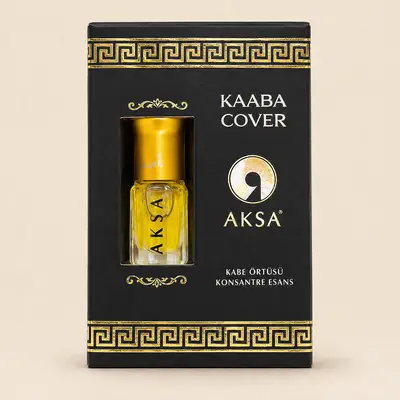 KAABA
COVER
AKSA
AKSA®
KABE ÖRTÜSÜ
KONSANTRE ESANS